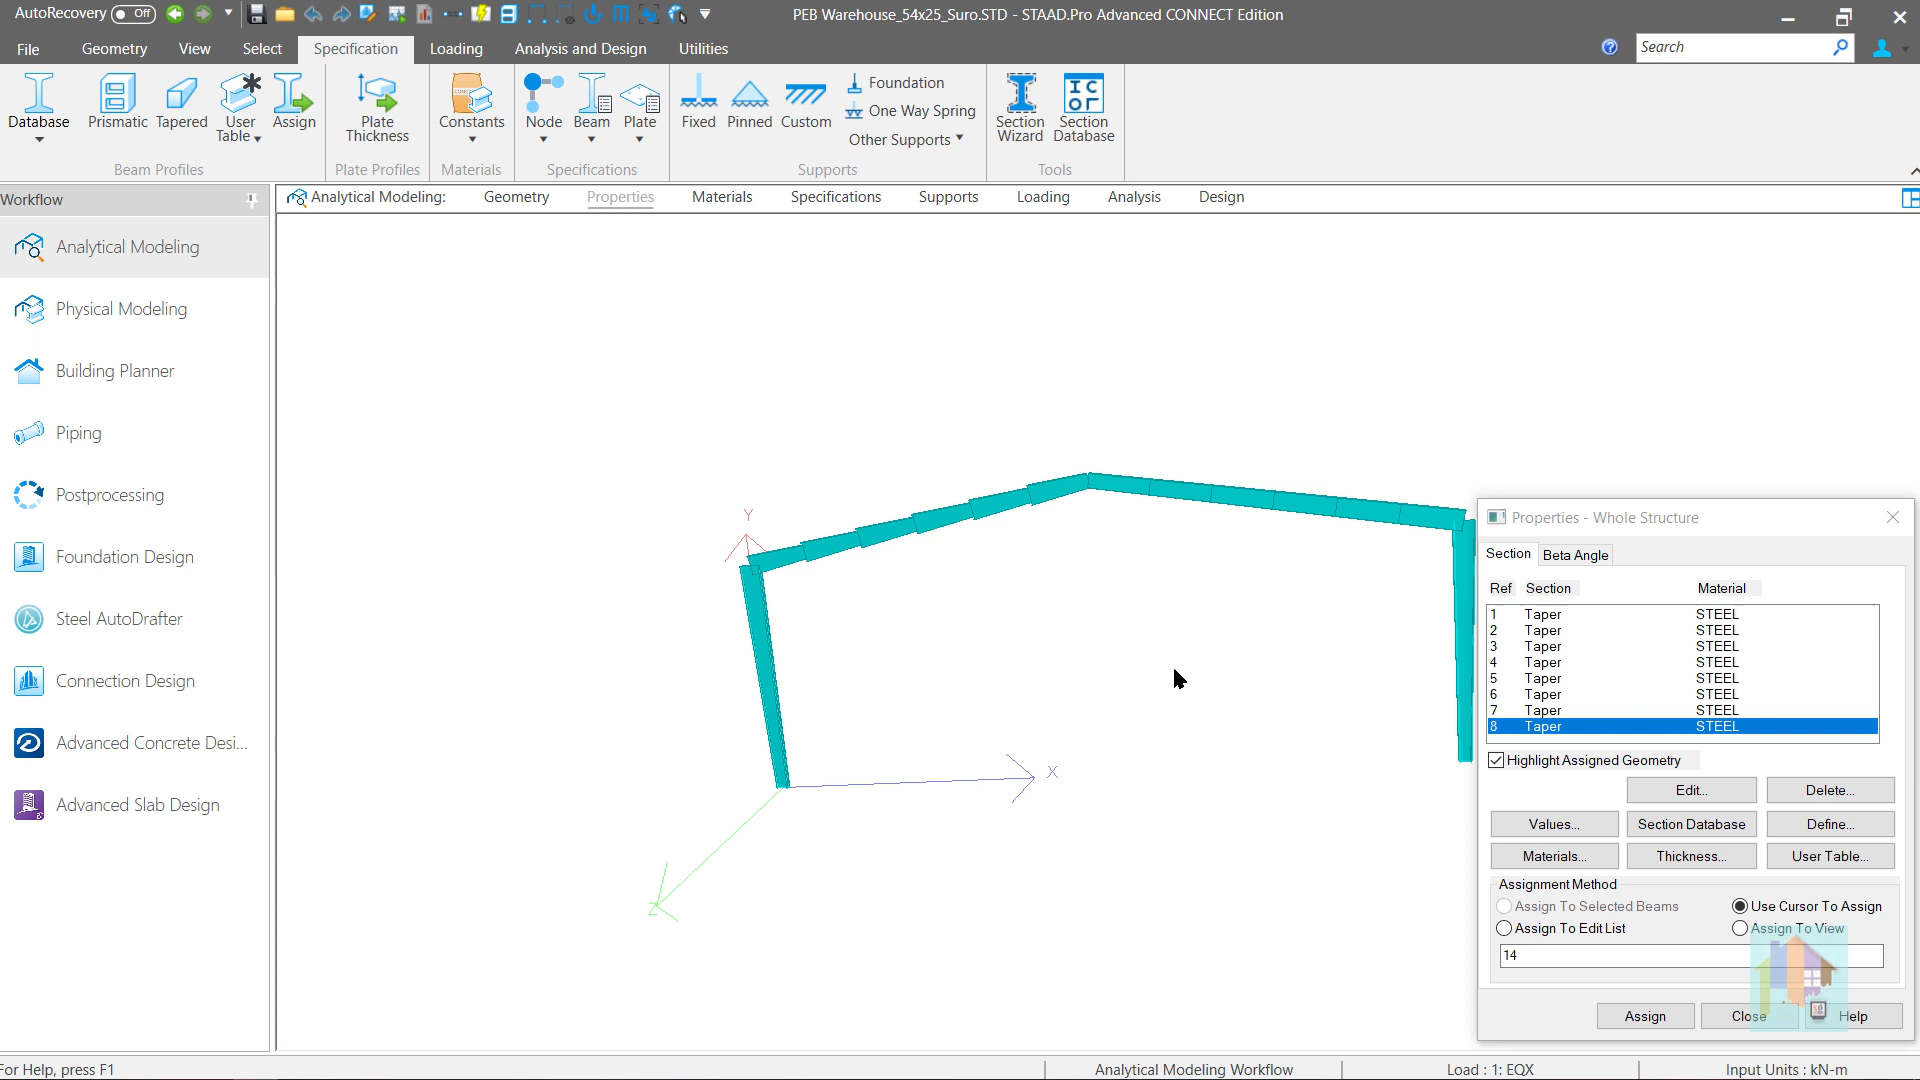 AutoRecovery Off
PEB Warehouse_54x25_Suro.STD - STAAD.Pro Advanced CONNECT Edition
File Geometry View Select Specification Loading Analysis and Design Utilities
Search
Database Prismatic Tapered User Table Assign
Beam Profiles
Plate Thickness
Plate Profiles
Constants
Materials
Node Beam Plate
Specifications
Fixed Pinned Custom
Foundation
One Way Spring
Other Supports
Supports
Section Wizard Section Database
Tools
Workflow
Analytical Modeling: Geometry Properties Materials Specifications Supports Loading Analysis Design
Analytical Modeling
Physical Modeling
Building Planner
Piping
Postprocessing
Foundation Design
Steel AutoDrafter
Connection Design
Advanced Concrete Desi...
Advanced Slab Design
Y
X
Z
Properties - Whole Structure
Section Beta Angle
Ref Section Material
1 Taper STEEL
2 Taper STEEL
3 Taper STEEL
4 Taper STEEL
5 Taper STEEL
6 Taper STEEL
7 Taper STEEL
8 Taper STEEL
Highlight Assigned Geometry
Edit... Delete...
Values... Section Database Define...
Materials... Thickness... User Table...
Assignment Method
Assign To Selected Beams Use Cursor To Assign
Assign To Edit List Assign To View
14
Assign Close Help
For Help, press F1
Analytical Modeling Workflow
Load : 1: EQX
Input Units : kN-m